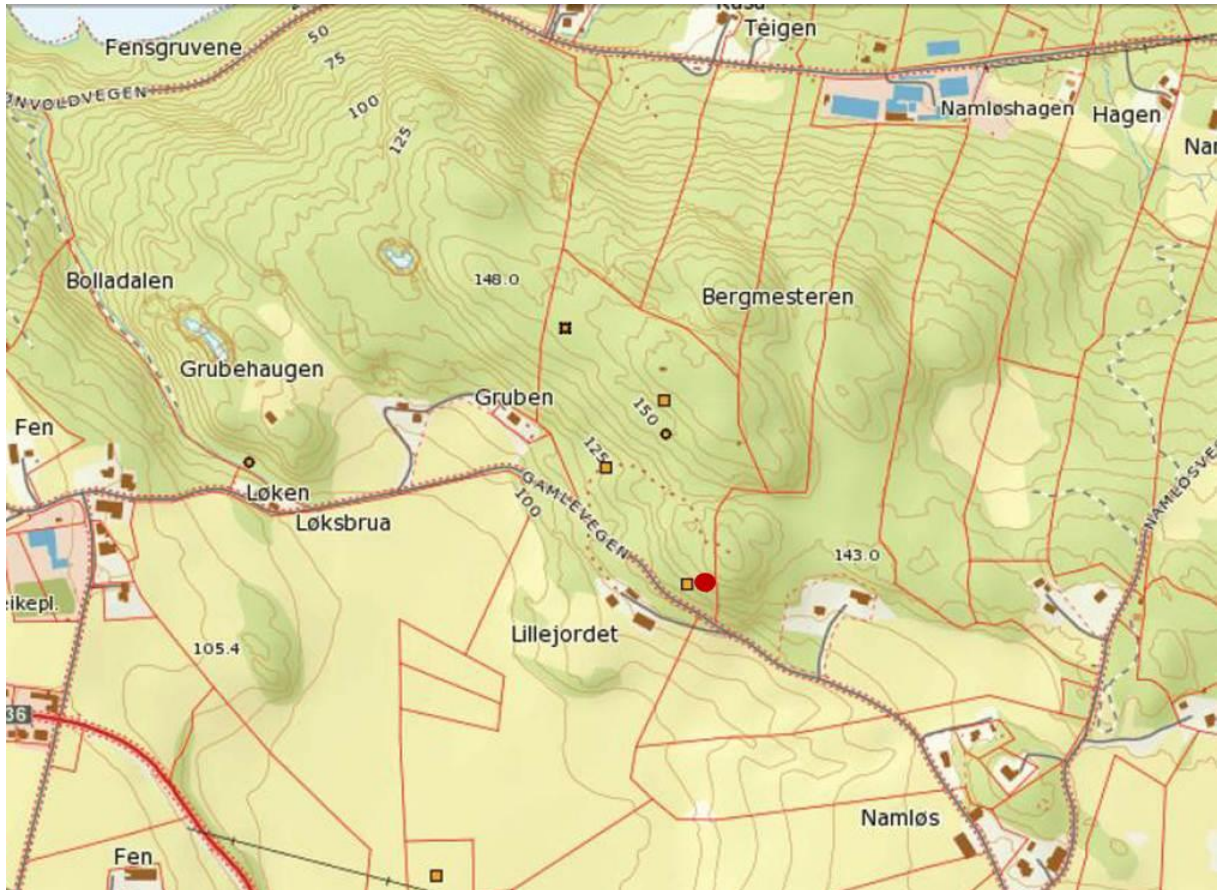 Teigen
Fensgruvene
50
75
100
125
Namløshagen
Hagen
Bolladalen
148.0
Bergmesteren
Grubehaugen
Gruben
150
125
Fen
GAMLEVEGEN
100
Løken
Løksbrua
143.0
Lillejordet
105.4
36
Namløs
Fen